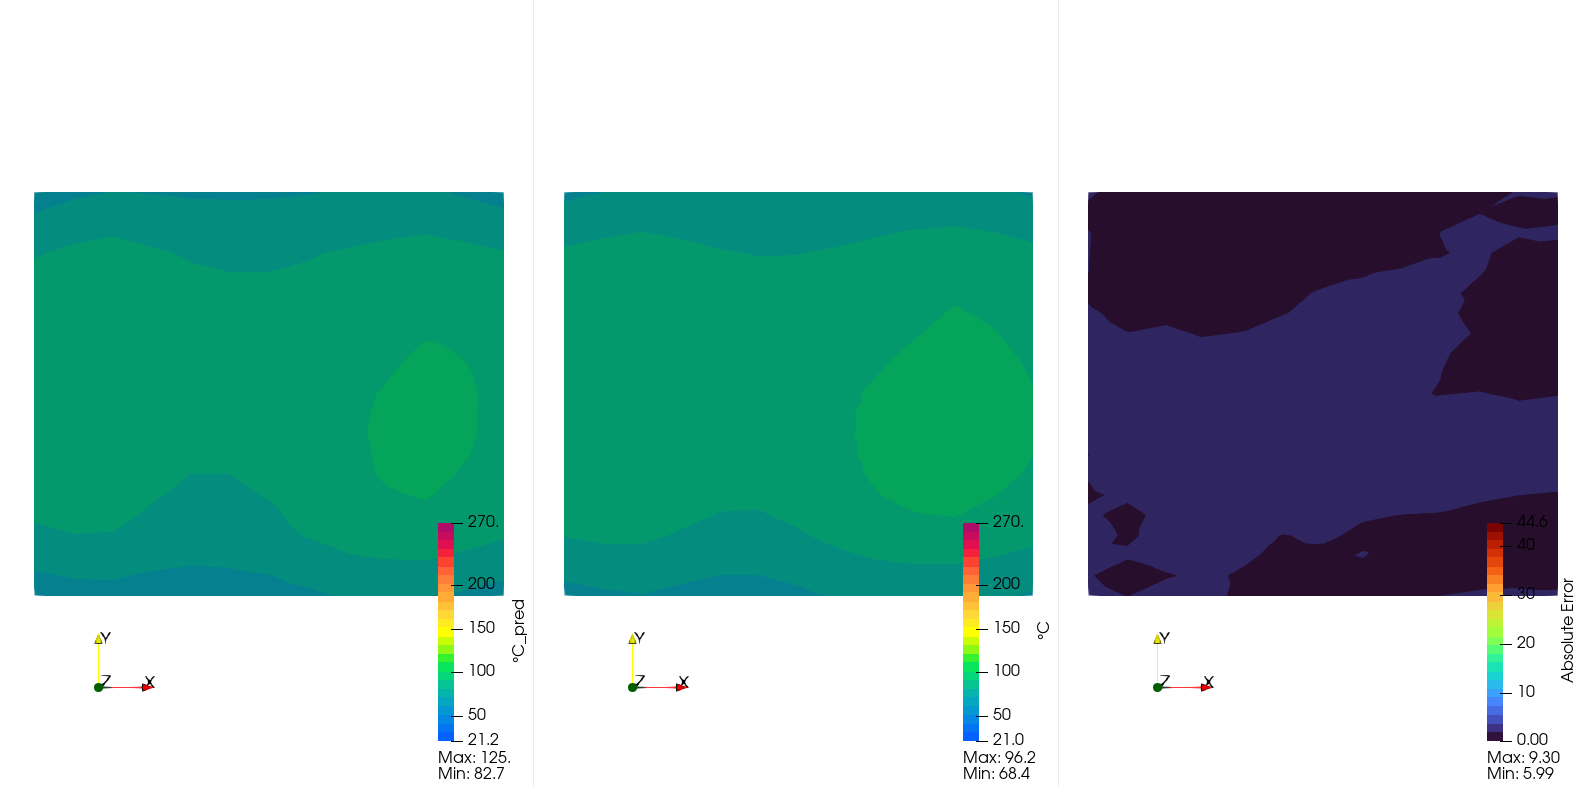 270.
200
150
100
50
21.2
°C_pred
Max: 125.
Min: 82.7
Y
Z
X
270.
200
150
100
50
21.0
°C
Max: 96.2
Min: 68.4
Y
Z
X
44.6
40
30
20
10
0.00
Absolute Error
Max: 9.30
Min: 5.99
Y
Z
X